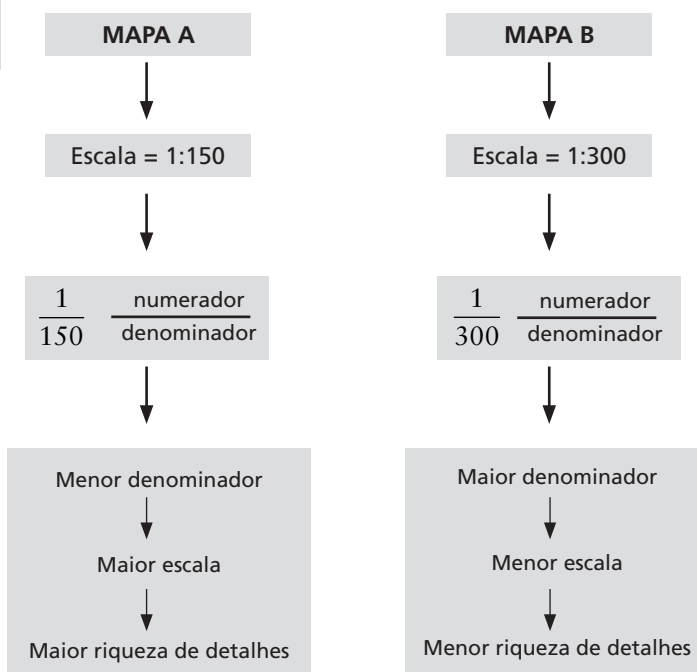 MAPA A
Escala = 1:150
1 numerador
150 denominador
Menor denominador
Maior escala
Maior riqueza de detalhes
MAPA B
Escala = 1:300
1 numerador
300 denominador
Maior denominador
Menor escala
Menor riqueza de detalhes